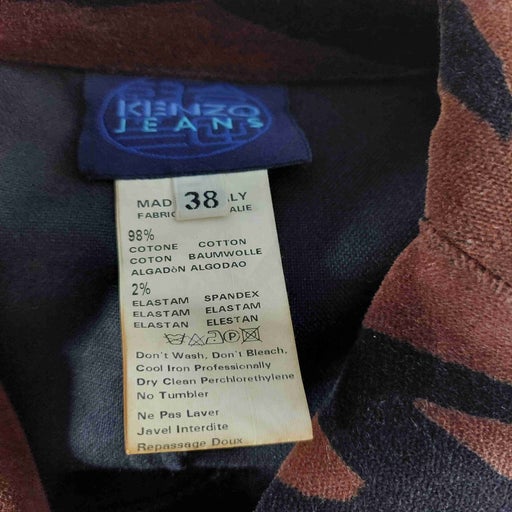 KENZO
JEANS
38
MAD LY
FABRIC ALIE
98%
COTONE COTTON
COTON BAUMWOLLE
ALGADòN ALGODAO
2%
ELASTAM SPANDEX
ELASTAM ELASTAM
ELASTAN ELESTAN
P
Don't Wash, Don't Bleach,
Cool Iron Professionally
Dry Clean Perchlorethylene
No Tumbler
Ne Pas Laver
Javel Interdite
Repassage Doux